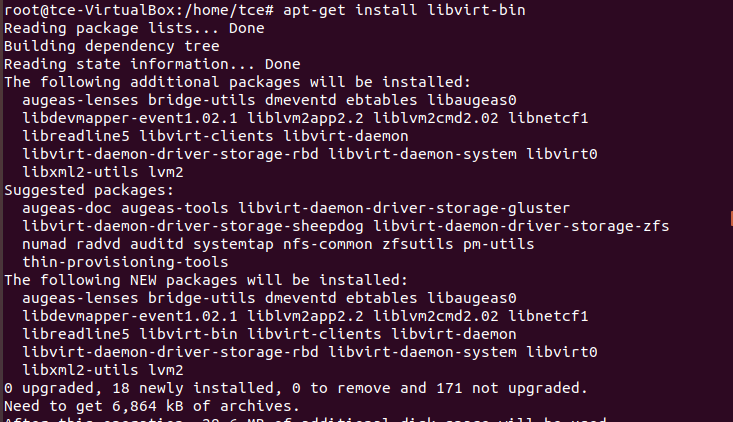 root@tce-VirtualBox:/home/tce# apt-get install libvirt-bin
Reading package lists... Done
Building dependency tree
Reading state information... Done
The following additional packages will be installed:
  augeas-lenses bridge-utils dmeventd ebtables libaugeas0
  libdevmapper-event1.02.1 liblvm2app2.2 liblvm2cmd2.02 libnetcf1
  libreadline5 libvirt-clients libvirt-daemon
  libvirt-daemon-driver-storage-rbd libvirt-daemon-system libvirt0
  libxml2-utils lvm2
Suggested packages:
  augeas-doc augeas-tools libvirt-daemon-driver-storage-gluster
  libvirt-daemon-driver-storage-sheepdog libvirt-daemon-driver-storage-zfs
  numad radvd auditd systemtap nfs-common zfsutils pm-utils
  thin-provisioning-tools
The following NEW packages will be installed:
  augeas-lenses bridge-utils dmeventd ebtables libaugeas0
  libdevmapper-event1.02.1 liblvm2app2.2 liblvm2cmd2.02 libnetcf1
  libreadline5 libvirt-bin libvirt-clients libvirt-daemon
  libvirt-daemon-driver-storage-rbd libvirt-daemon-system libvirt0
  libxml2-utils lvm2
0 upgraded, 18 newly installed, 0 to remove and 171 not upgraded.
Need to get 6,864 kB of archives.
After this operation, 6 MB of additional disk space will be used